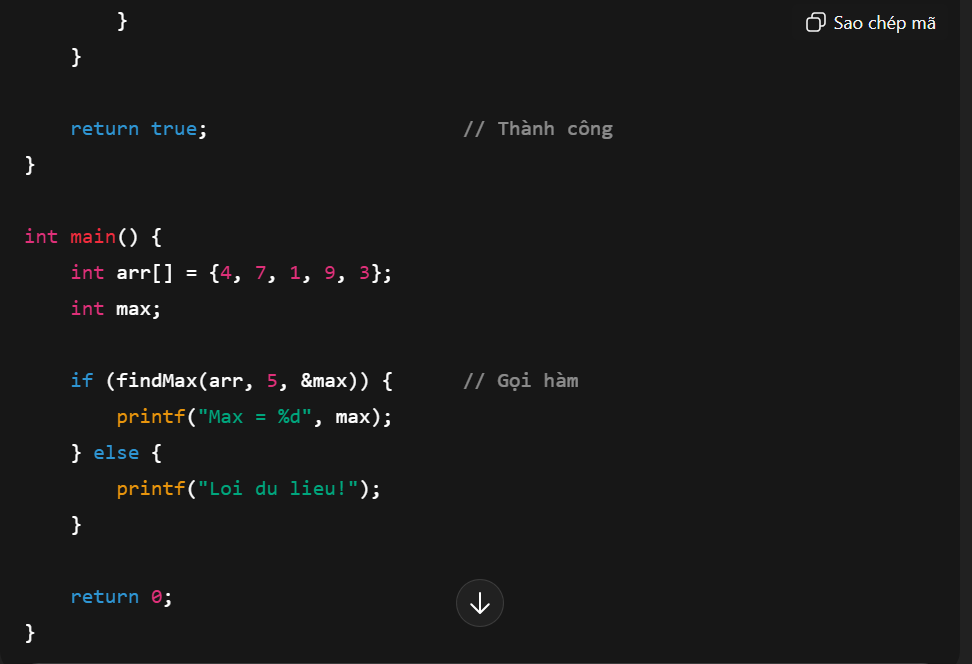 }
Sao chép mã
    }
    return true;                      // Thành công
}
int main() {
    int arr[] = {4, 7, 1, 9, 3};
    int max;
    if (findMax(arr, 5, &max)) {      // Gọi hàm
        printf("Max = %d", max);
    } else {
        printf("Loi du lieu!");
    }
    return 0;
}